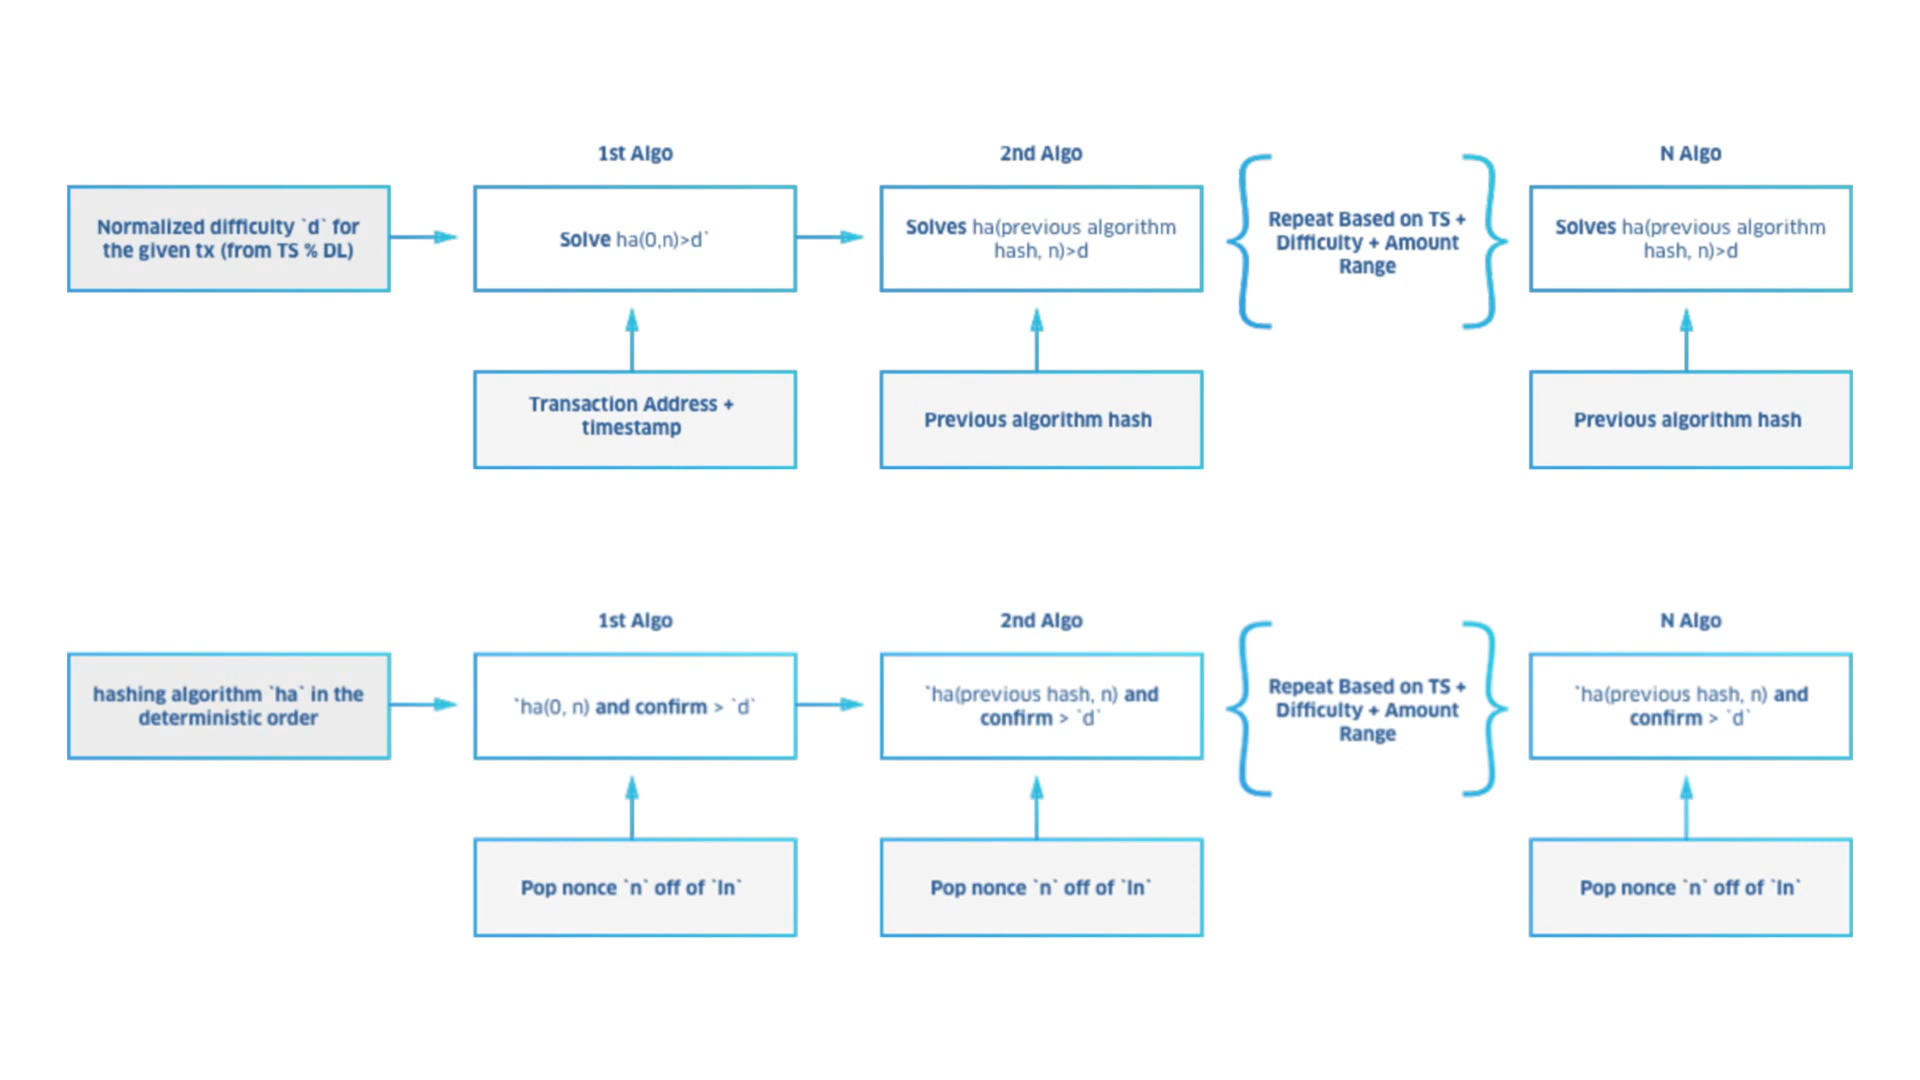 1st Algo
2nd Algo
N Algo
Normalized difficulty `d` for
the given tx (from TS % DL)
Solve ha(0,n)>d`
Solves ha(previous algorithm
hash, n)>d
Repeat Based on TS +
Difficulty + Amount
Range
Solves ha(previous algorithm
hash, n)>d
Transaction Address +
timestamp
Previous algorithm hash
Previous algorithm hash
1st Algo
2nd Algo
N Algo
hashing algorithm `ha` in the
deterministic order
`ha(0, n) and confirm > `d`
`ha(previous hash, n) and
confirm > `d`
Repeat Based on TS +
Difficulty + Amount
Range
`ha(previous hash, n) and
confirm > `d`
Pop nonce `n` off of `ln`
Pop nonce `n` off of `ln`
Pop nonce `n` off of `ln`